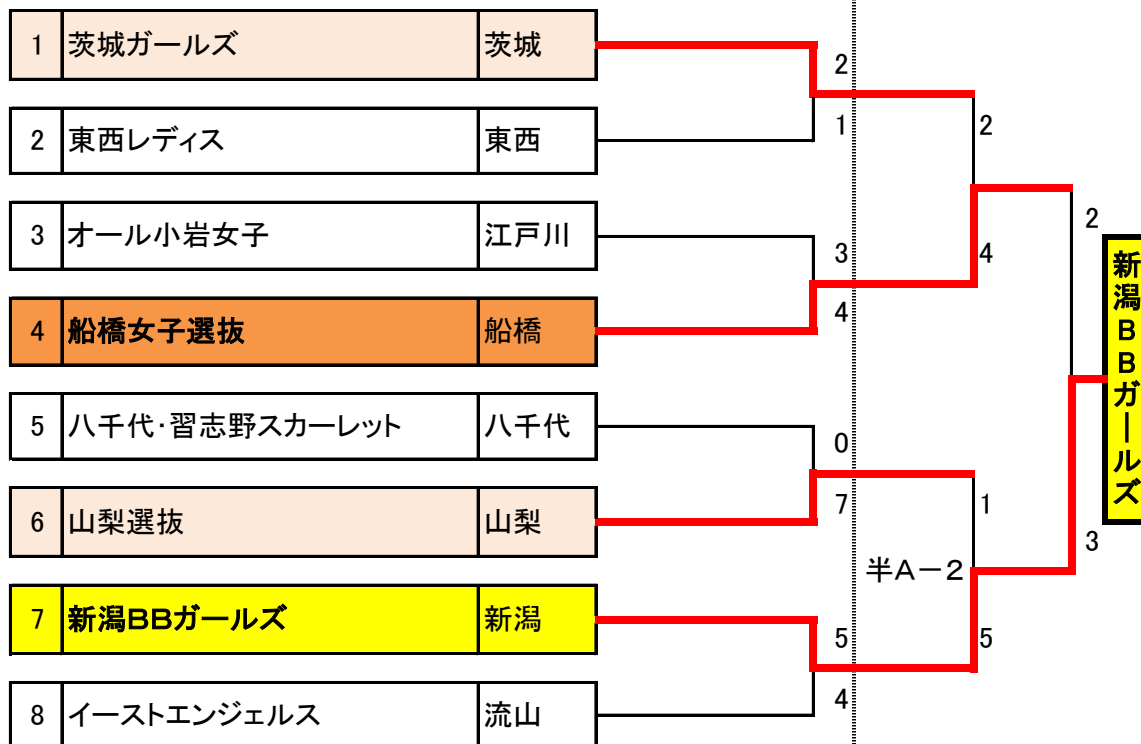 1 茨城ガールズ 茨城
2 東西レディス 東西
3 オール小岩女子 江戸川
4 船橋女子選抜 船橋
5 八千代・習志野スカーレット 八千代
6 山梨選抜 山梨
7 新潟BBガールズ 新潟
8 イーストエンジェルス 流山
2
1
3
4
0
7
5
4
2
4
1
半A-2
5
2
3
新潟BBガールズ